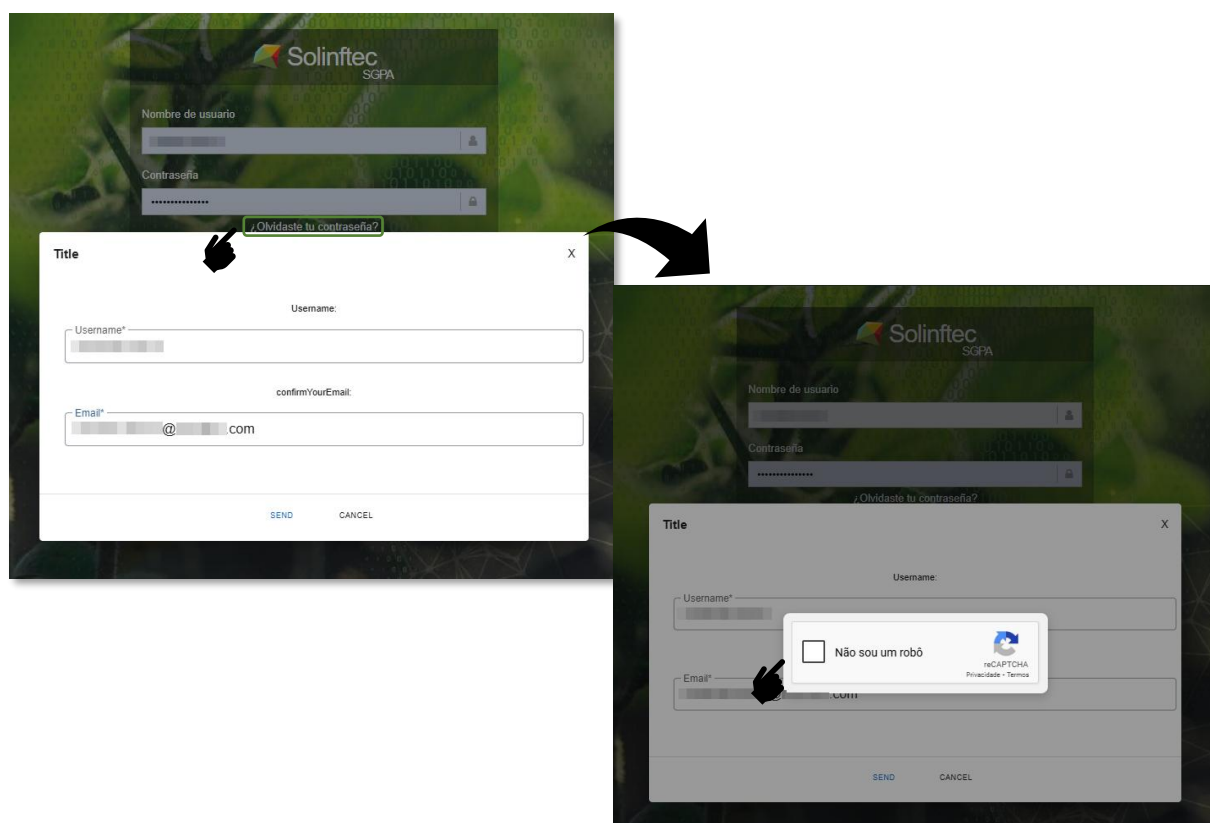 Solinftec
SGPA
Nombre de usuario
Contraseña
¿Olvidaste tu contraseña?
Title X
Username:
Username*
confirmYourEmail:
Email*
@ .com
SEND CANCEL
Solinftec
SGPA
Nombre de usuario
Contraseña
¿Olvidaste tu contraseña?
Title X
Username:
Username*
Não sou um robô
reCAPTCHA
Privacidade - Termos
Email*
.com
SEND CANCEL